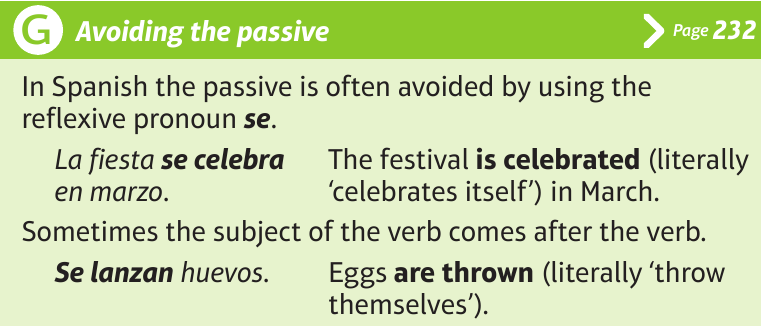 G Avoiding the passive Page 232
In Spanish the passive is often avoided by using the
reflexive pronoun se.
La fiesta se celebra The festival is celebrated (literally
en marzo. ‘celebrates itself’) in March.
Sometimes the subject of the verb comes after the verb.
Se lanzan huevos. Eggs are thrown (literally ‘throw
themselves’).